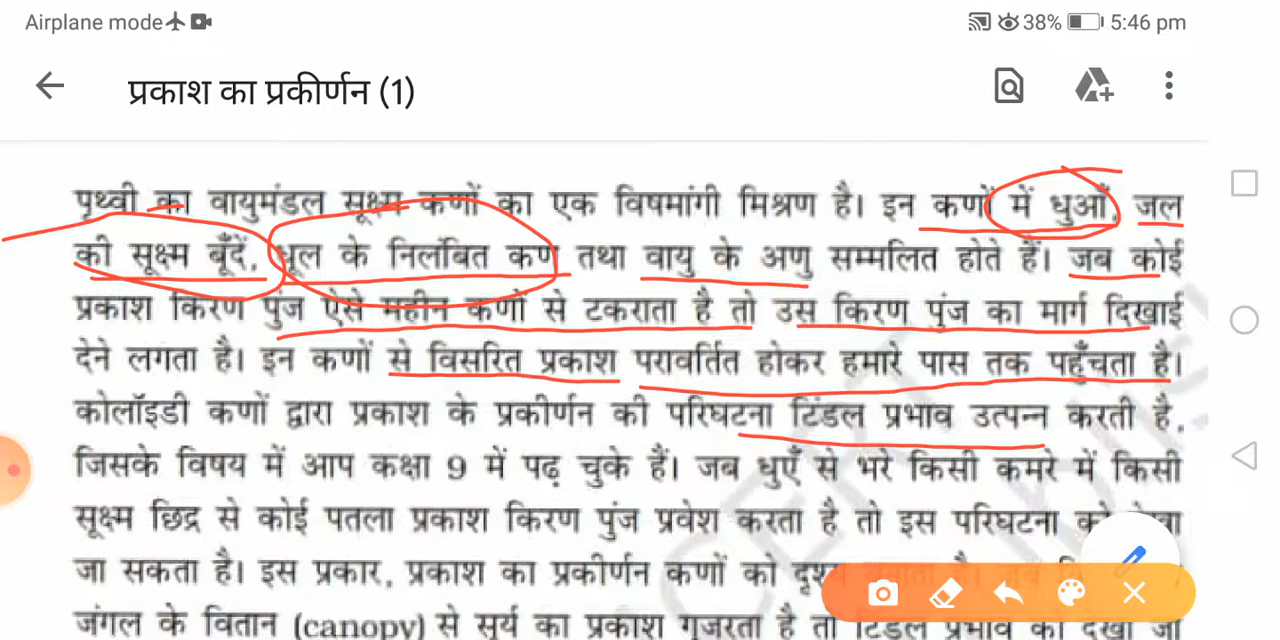 Airplane mode 38% 5:46 pm
प्रकाश का प्रकीर्णन (1)
पृथ्वी का वायुमंडल सूक्ष्म कणों का एक विषमांगी मिश्रण है। इन कणों में धुआँ, जल
की सूक्ष्म बूँदें, धूल के निलंबित कण तथा वायु के अणु सम्मलित होते हैं। जब कोई
प्रकाश किरण पुंज ऐसे महीन कणों से टकराता है तो उस किरण पुंज का मार्ग दिखाई
देने लगता है। इन कणों से विसरित प्रकाश परावर्तित होकर हमारे पास तक पहुँचता है।
कोलॉइडी कणों द्वारा प्रकाश के प्रकीर्णन की परिघटना टिंडल प्रभाव उत्पन्न करती है,
जिसके विषय में आप कक्षा 9 में पढ़ चुके हैं। जब धुएँ से भरे किसी कमरे में किसी
सूक्ष्म छिद्र से कोई पतला प्रकाश किरण पुंज प्रवेश करता है तो इस परिघटना को
जा सकता है। इस प्रकार, प्रकाश का प्रकीर्णन कणों को दृश्य
जंगल के वितान (canopy) से सूर्य का प्रकाश गुजरता है तो टिंडल प्रभाव को देखा जा